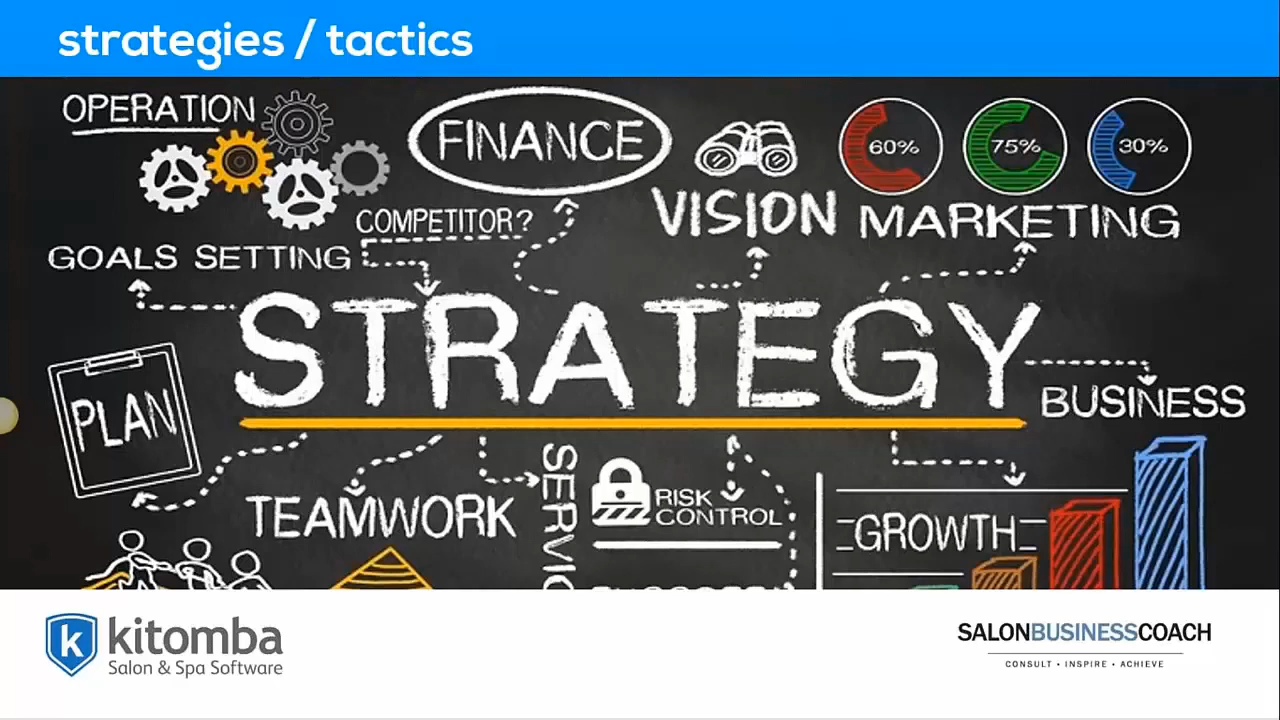 strategies / tactics
OPERATION
FINANCE
60%
75%
30%
COMPETITOR?
VISION
MARKETING
GOALS SETTING
STRATEGY
BUSINESS
PLAN
TEAMWORK
RISK
CONTROL
GROWTH
k kitomba
Salon & Spa Software
SALONBUSINESSCOACH
CONSULT • INSPIRE • ACHIEVE